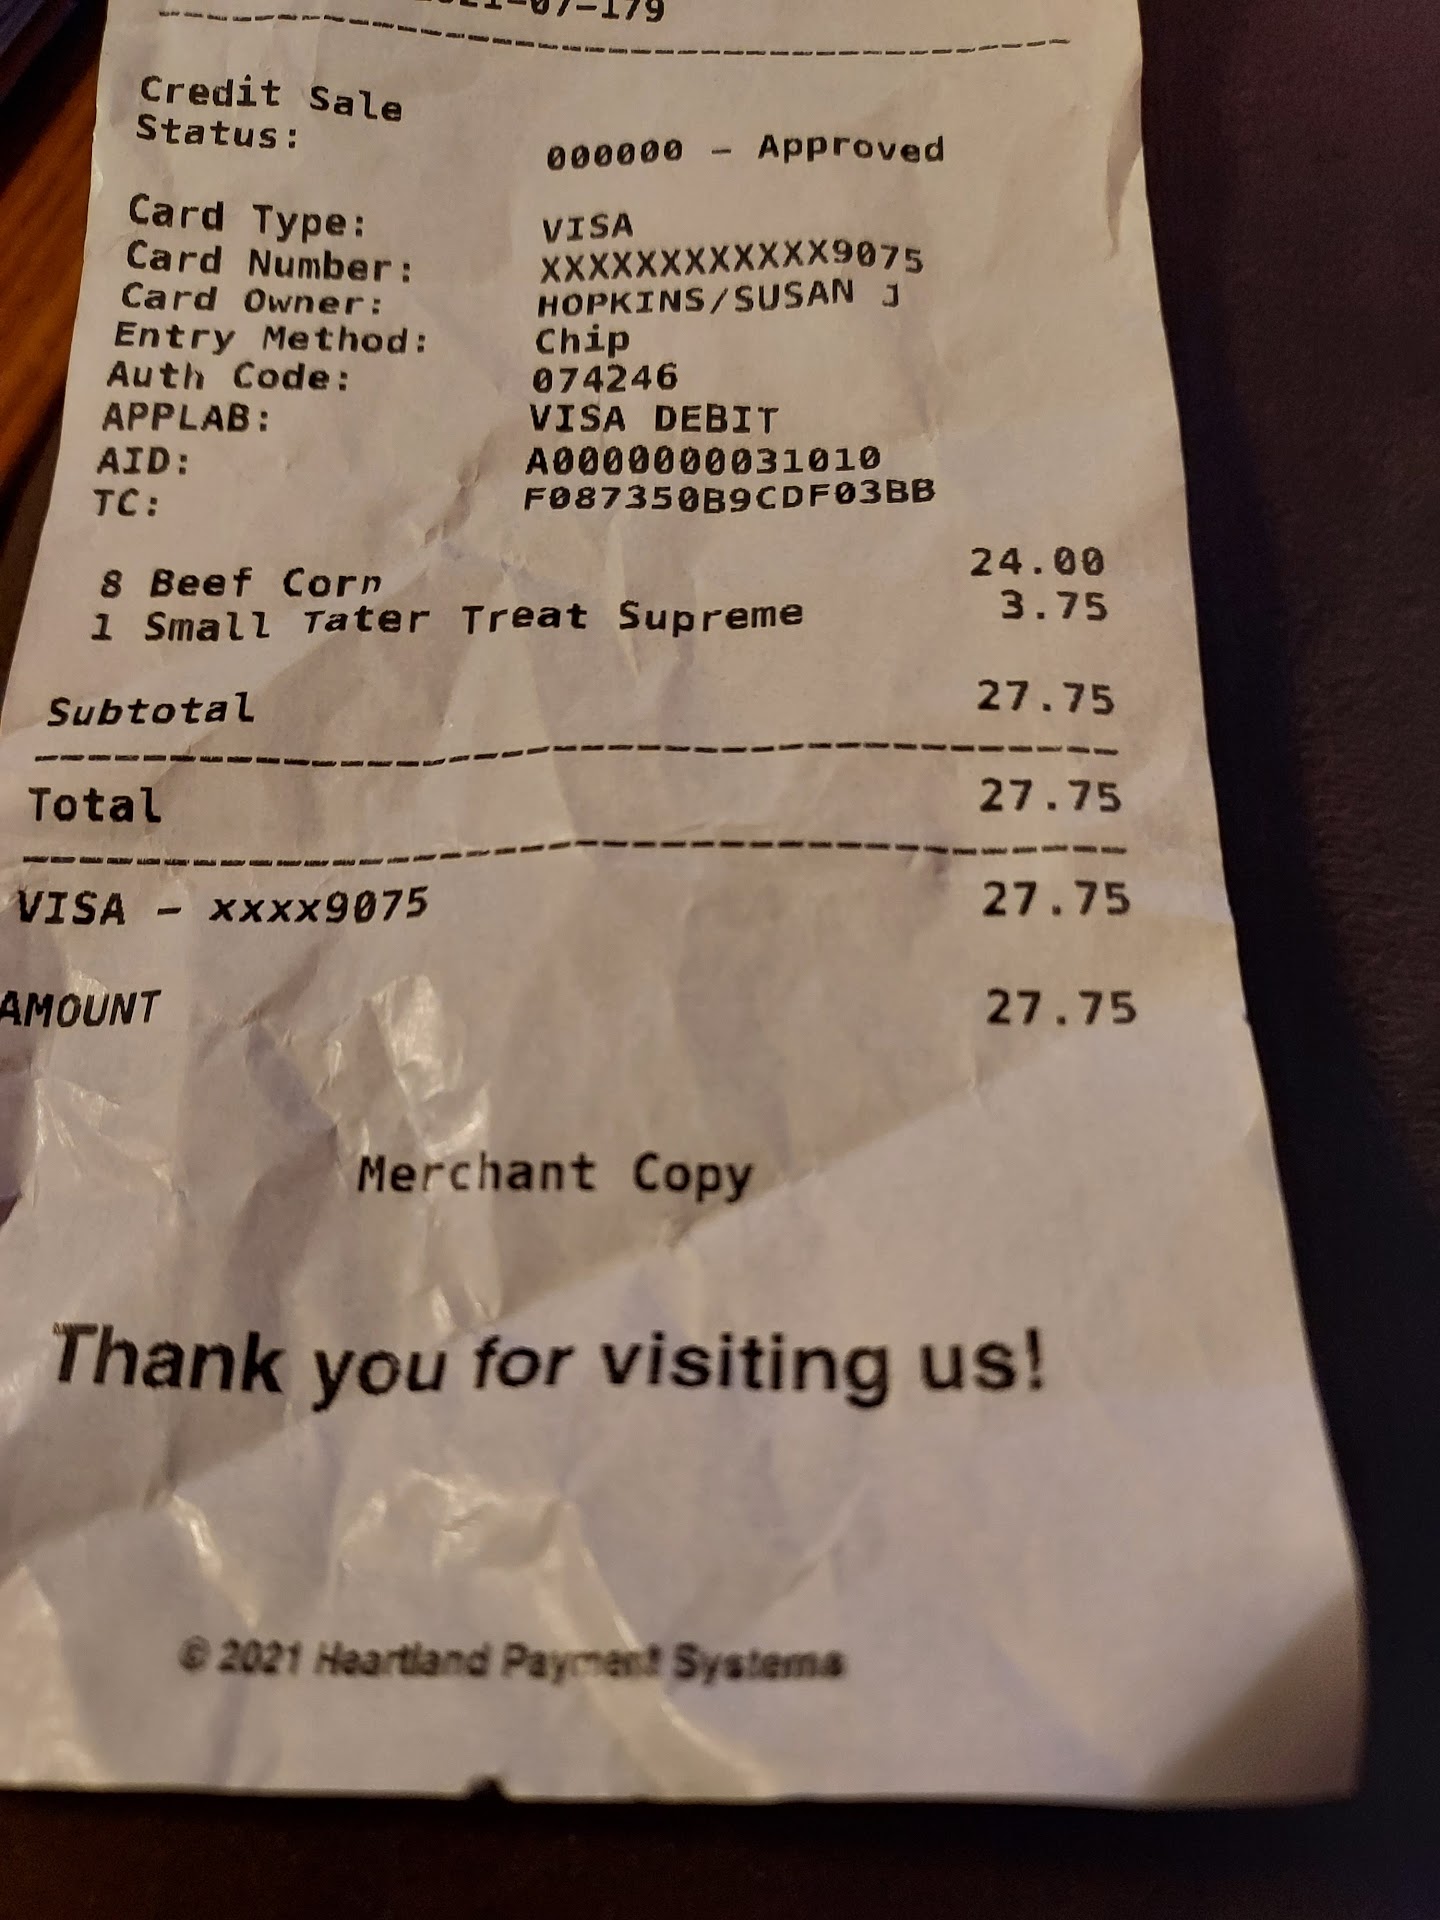 -07-179
Credit Sale
Status: 000000 - Approved
Card Type: VISA
Card Number: XXXXXXXXXXXX9075
Card Owner: HOPKINS/SUSAN J
Entry Method: Chip
Auth Code: 074246
APPLAB: VISA DEBIT
AID: A0000000031010
TC: F087350B9CDF03BB
8 Beef Corn 24.00
1 Small Tater Treat Supreme 3.75
Subtotal 27.75
Total 27.75
VISA - xxxx9075 27.75
AMOUNT 27.75
Merchant Copy
Thank you for visiting us!
© 2021 Heartland Payment Systems